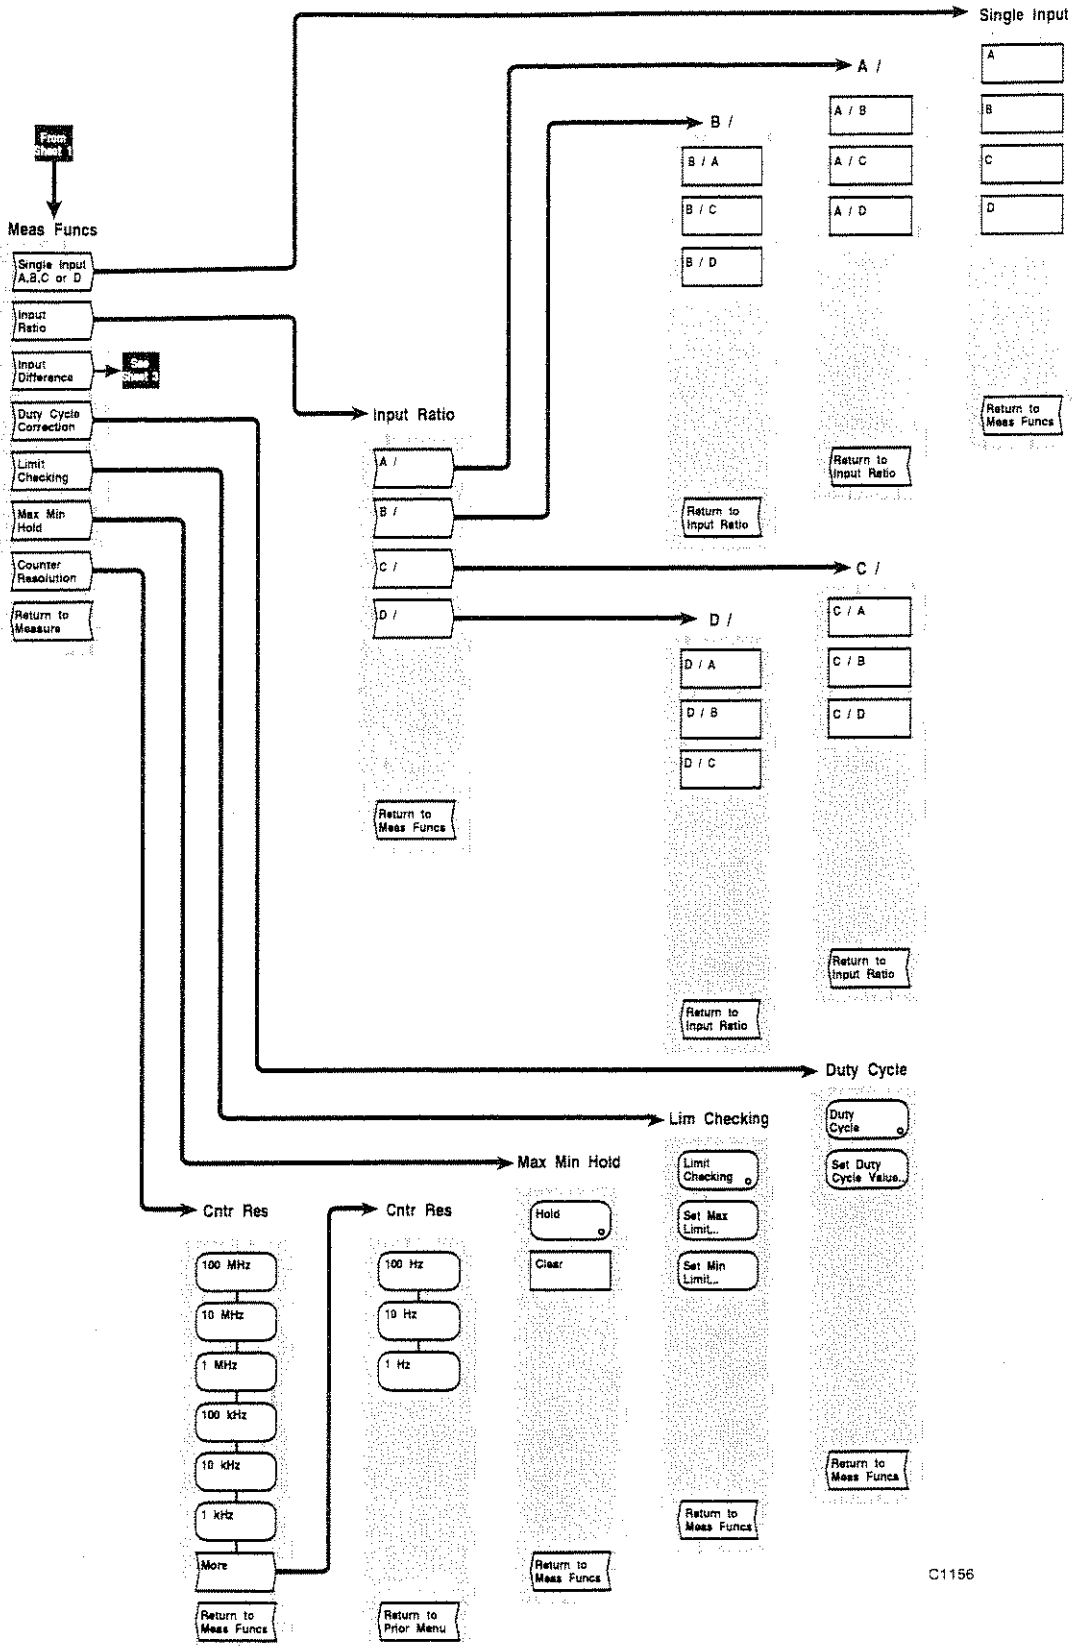 From
Sheet 1
Meas Funcs
Single Input
A,B,C or D
Input
Ratio
Input
Difference
See
Sheet 3
Duty Cycle
Correction
Limit
Checking
Max Min
Hold
Counter
Resolution
Return to
Measure
Input Ratio
A /
B /
C /
D /
Return to
Meas Funcs
B /
B / A
B / C
B / D
Return to
Input Ratio
A /
A / B
A / C
A / D
Return to
Input Ratio
Single Input
A
B
C
D
Return to
Meas Funcs
D /
D / A
D / B
D / C
Return to
Input Ratio
C /
C / A
C / B
C / D
Return to
Input Ratio
Cntr Res
100 MHz
10 MHz
1 MHz
100 kHz
10 kHz
1 kHz
More
Return to
Meas Funcs
Cntr Res
100 Hz
10 Hz
1 Hz
Return to
Prior Menu
Max Min Hold
Hold
Clear
Return to
Meas Funcs
Lim Checking
Limit
Checking
Set Max
Limit...
Set Min
Limit...
Return to
Meas Funcs
Duty Cycle
Duty
Cycle
Set Duty
Cycle Value..
Return to
Meas Funcs
C1156